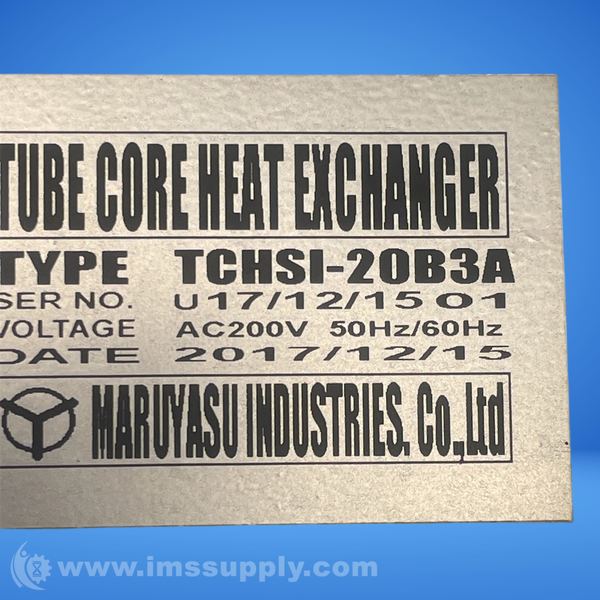 TUBE CORE HEAT EXCHANGER
TYPE TCHSI-20B3A
SER NO. U17/12/15 01
VOLTAGE AC200V 50Hz/60Hz
DATE 2017/12/15
MARUYASU INDUSTRIES. Co.,Ltd
www.imssupply.com